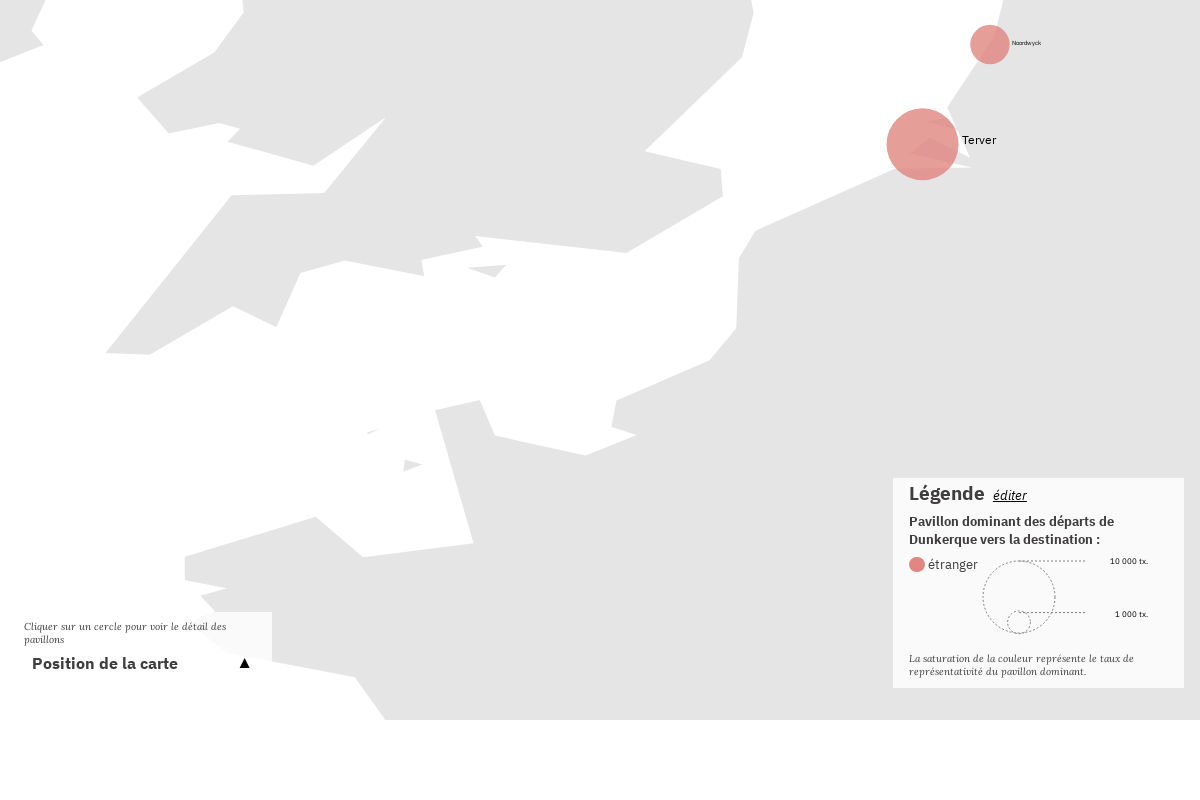 Noordwyck
Terver
Légende éditer
Pavillon dominant des départs de
Dunkerque vers la destination :
étranger
10 000 tx.
1 000 tx.
La saturation de la couleur représente le taux de
représentativité du pavillon dominant.
Cliquer sur un cercle pour voir le détail des
pavillons
Position de la carte ▲